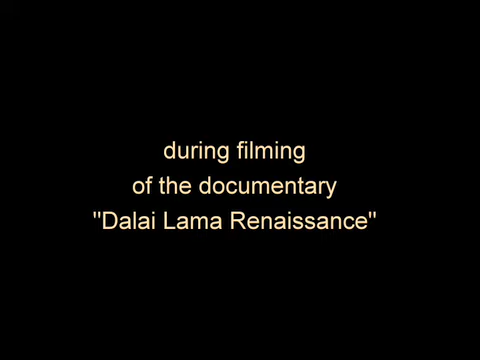 during filming
of the documentary
"Dalai Lama Renaissance"